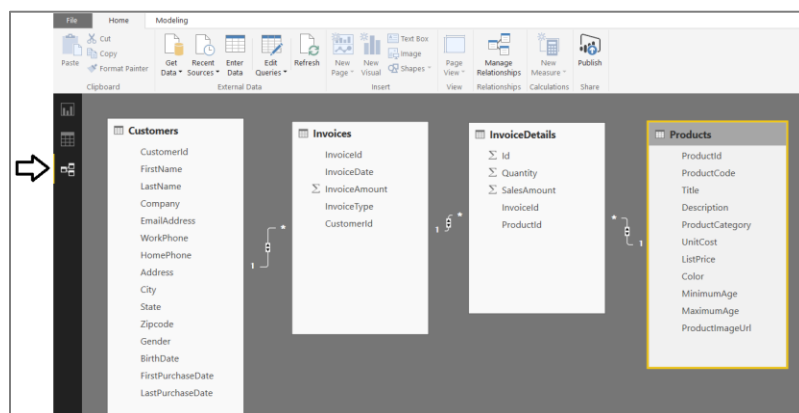 File Home Modeling
Paste
Cut
Copy
Format Painter
Clipboard
Get Data
Recent Sources
Enter Data
Edit Queries
Refresh
External Data
New Page
New Visual
Text Box
Image
Shapes
Insert
Page View
View
Manage Relationships
Relationships
New Measure
Calculations
Publish
Share
Customers
CustomerId
FirstName
LastName
Company
EmailAddress
WorkPhone
HomePhone
Address
City
State
Zipcode
Gender
BirthDate
FirstPurchaseDate
LastPurchaseDate
1
*
Invoices
InvoiceId
InvoiceDate
Σ InvoiceAmount
InvoiceType
CustomerId
1
*
InvoiceDetails
Σ Id
Σ Quantity
Σ SalesAmount
InvoiceId
ProductId
*
1
Products
ProductId
ProductCode
Title
Description
ProductCategory
UnitCost
ListPrice
Color
MinimumAge
MaximumAge
ProductImageUrl